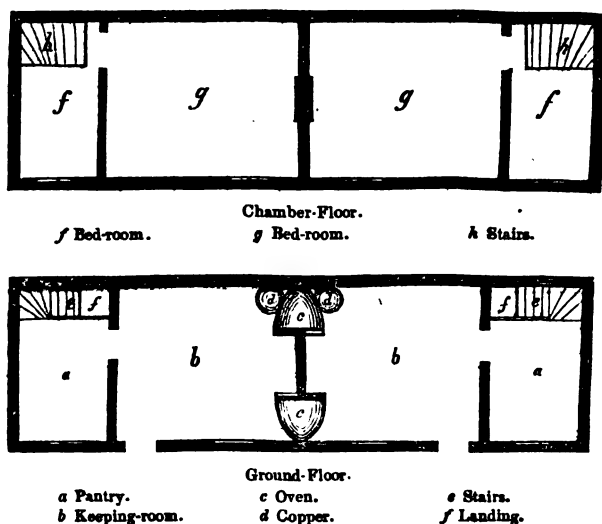 h h
f g g f
Chamber-Floor.
f Bed-room. g Bed-room. h Stairs.
f f e
d d
c
b b
a a
c
Ground-Floor.
a Pantry. c Oven. e Stairs.
b Keeping-room. d Copper. f Landing.